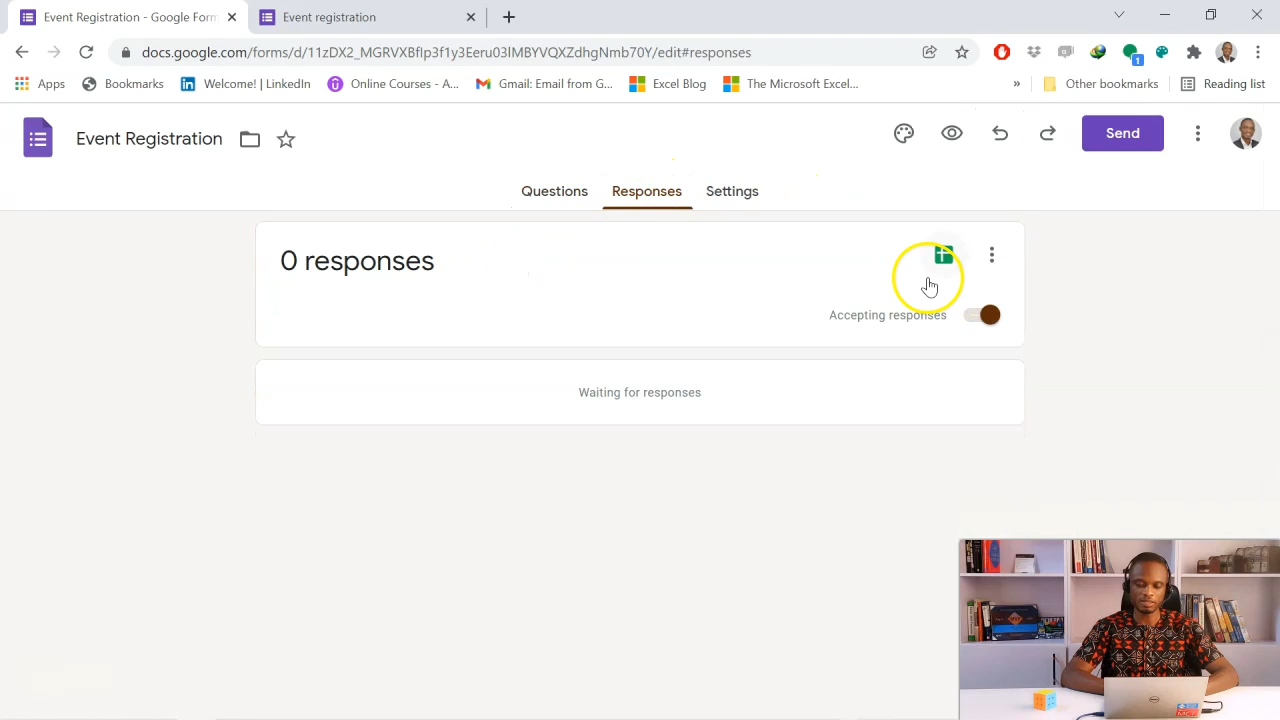 Event Registration - Google Form
Event registration
docs.google.com/forms/d/11zDX2_MGRVXBflp3f1y3Eeru03lMBYVQXZdhgNmb70Y/edit#responses
1
Apps
Bookmarks
Welcome! | LinkedIn
Online Courses - A...
Gmail: Email from G...
Excel Blog
The Microsoft Excel...
»
Other bookmarks
Reading list
Event Registration
Send
Questions
Responses
Settings
0 responses
Accepting responses
Waiting for responses